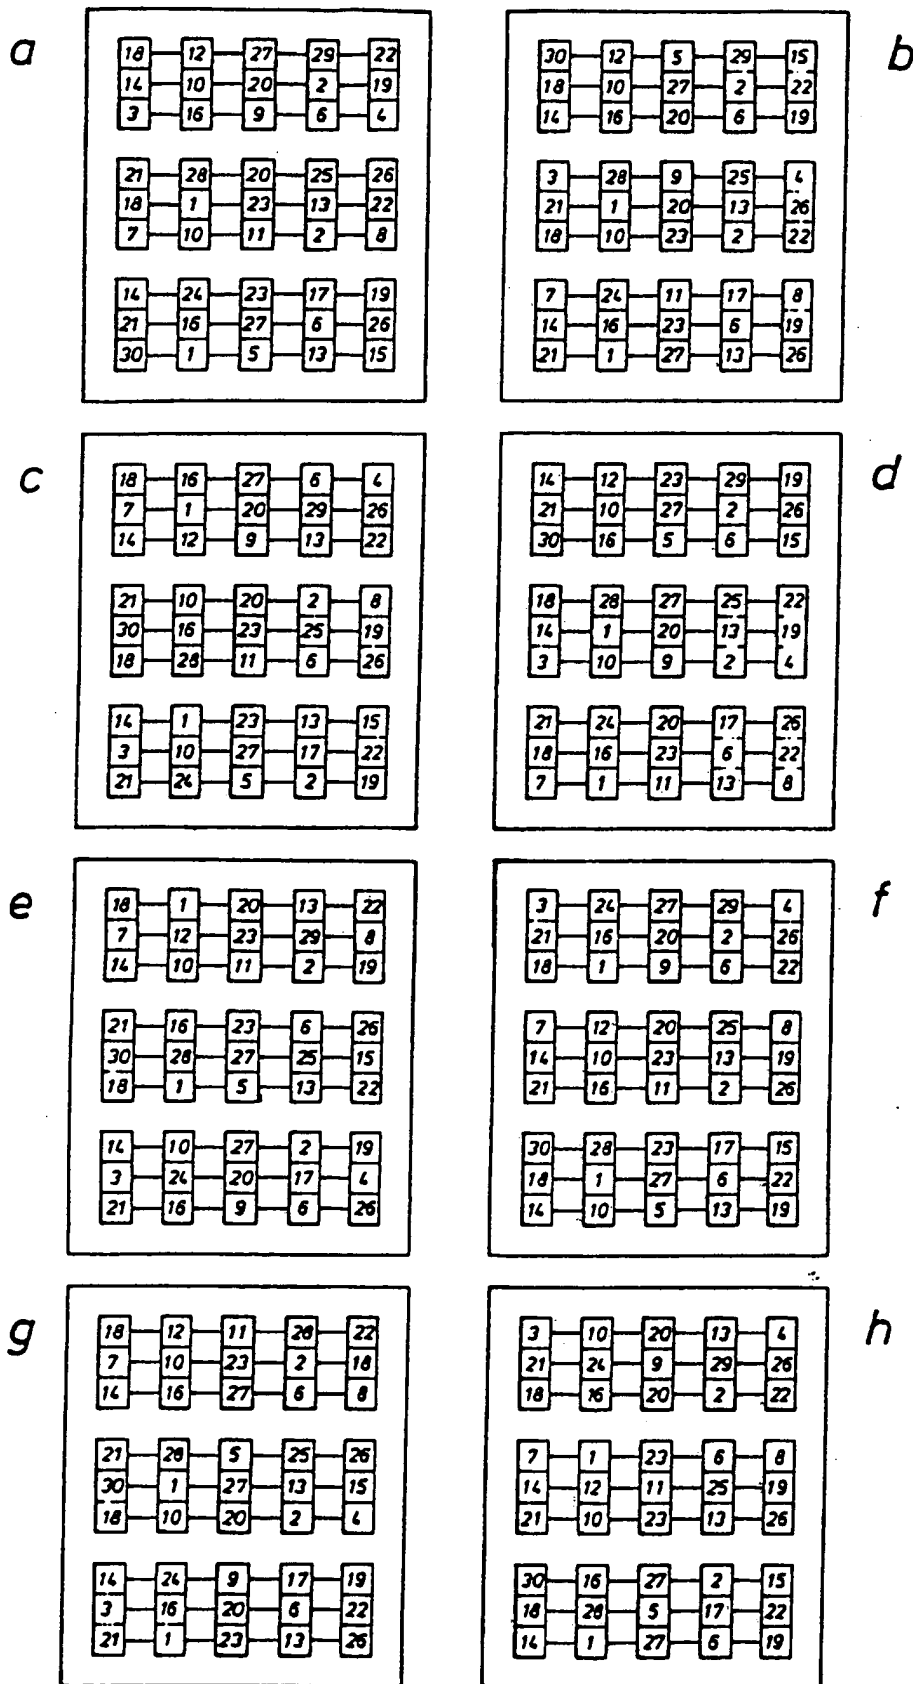 a
18 12 27 29 22
14 10 20 2 19
3 16 9 6 4
21 28 20 25 26
18 1 23 13 22
7 10 11 2 8
14 24 23 17 19
21 16 27 6 26
30 1 5 13 15
b
30 12 5 29 15
18 10 27 2 22
14 16 20 6 19
3 28 9 25 4
21 1 20 13 26
18 10 23 2 22
7 24 11 17 8
14 16 23 6 19
21 1 27 13 26
c
18 16 27 6 4
7 1 20 29 26
14 12 9 13 22
21 10 20 2 8
30 16 23 25 19
18 28 11 6 26
14 1 23 13 15
3 10 27 17 22
21 24 5 2 19
d
14 12 23 29 19
21 10 27 2 26
30 16 5 6 15
18 28 27 25 22
14 1 20 13 19
3 10 9 2 4
21 24 20 17 26
18 16 23 6 22
7 1 11 13 8
e
18 1 20 13 22
7 12 23 29 8
14 10 11 2 19
21 16 23 6 26
30 28 27 25 15
18 1 5 13 22
14 10 27 2 19
3 24 20 17 4
21 16 9 6 26
f
3 24 27 29 4
21 16 20 2 26
18 1 9 6 22
7 12 20 25 8
14 10 23 13 19
21 16 11 2 26
30 28 23 17 15
18 1 27 6 22
14 10 5 13 19
g
18 12 11 28 22
7 10 23 2 18
14 16 27 6 8
21 28 5 25 26
30 1 27 13 15
18 10 20 2 4
14 24 9 17 19
3 16 20 6 22
21 1 23 13 26
h
3 10 20 13 4
21 24 9 29 26
18 16 20 2 22
7 1 23 6 8
14 12 11 25 19
21 10 23 13 26
30 16 27 2 15
18 28 5 17 22
14 1 27 6 19